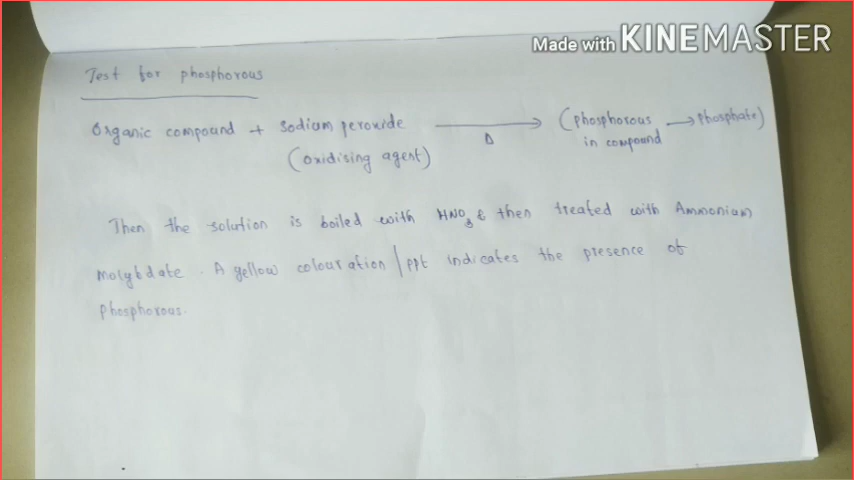 Made with KINEMASTER
Test for phosphorous
Organic compound + Sodium peroxide ⟶ (phosphorous ⟶ phosphate)
(oxidising agent) Δ in compound
Then the solution is boiled with HNO₃ & then treated with Ammonium
molybdate. A yellow colouration / ppt indicates the presence of
phosphorous.